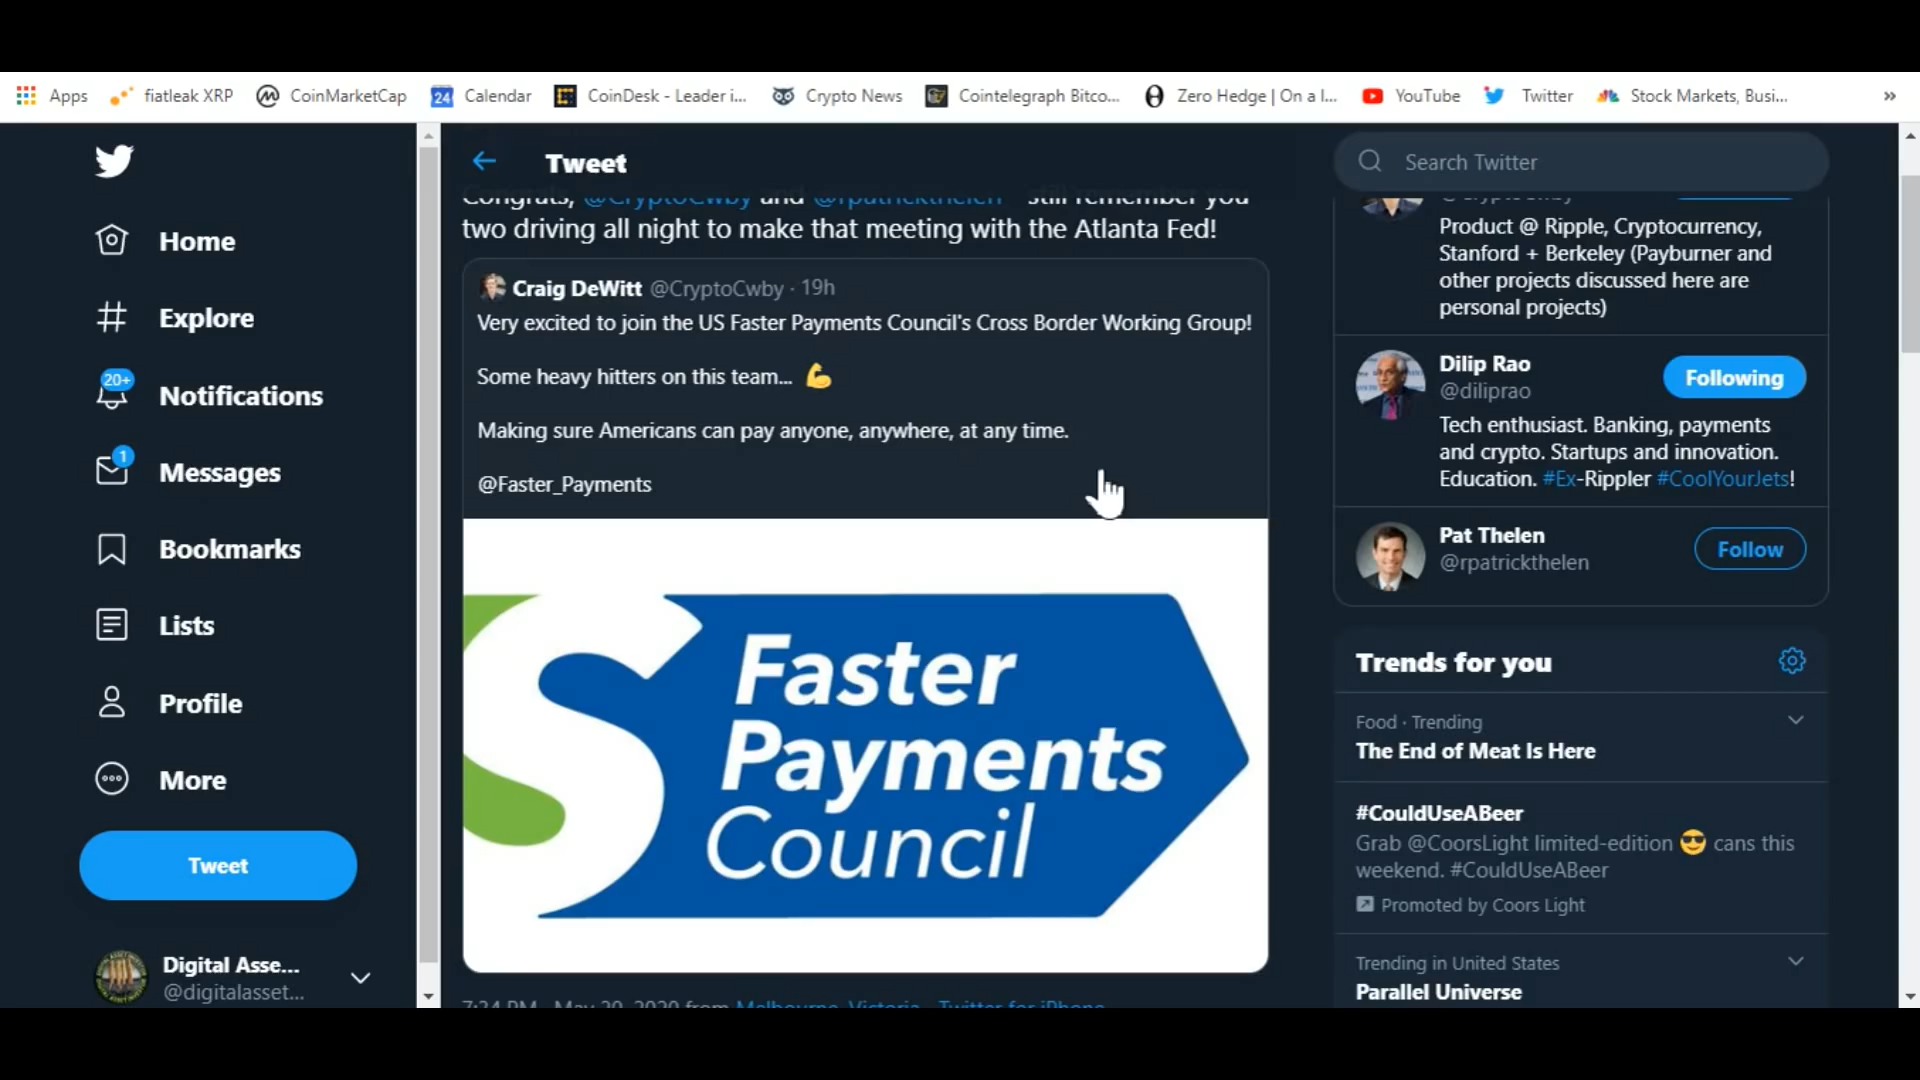 Apps fiatleak XRP CoinMarketCap 24 Calendar CoinDesk - Leader i... Crypto News Cointelegraph Bitco... Zero Hedge | On a l... YouTube Twitter Stock Markets, Busi... »
Home
Explore
20+
Notifications
1
Messages
Bookmarks
Lists
Profile
More
Tweet
Digital Asse...
@digitalasset...
Tweet
Congrats, @CryptoCwby and @rpatrickthelen - still remember you
two driving all night to make that meeting with the Atlanta Fed!
Craig DeWitt @CryptoCwby · 19h
Very excited to join the US Faster Payments Council's Cross Border Working Group!
Some heavy hitters on this team... 💪
Making sure Americans can pay anyone, anywhere, at any time.
@Faster_Payments
Faster
Payments
Council
Melbourne, Victoria · Twitter for iPhone
Search Twitter
@CryptoCwby
Product @ Ripple, Cryptocurrency,
Stanford + Berkeley (Payburner and
other projects discussed here are
personal projects)
Dilip Rao
@diliprao
Following
Tech enthusiast. Banking, payments
and crypto. Startups and innovation.
Education. #Ex-Rippler #CoolYourJets!
Pat Thelen
@rpatrickthelen
Follow
Trends for you
Food · Trending
The End of Meat Is Here
#CouldUseABeer
Grab @CoorsLight limited-edition 😎 cans this
weekend. #CouldUseABeer
Promoted by Coors Light
Trending in United States
Parallel Universe